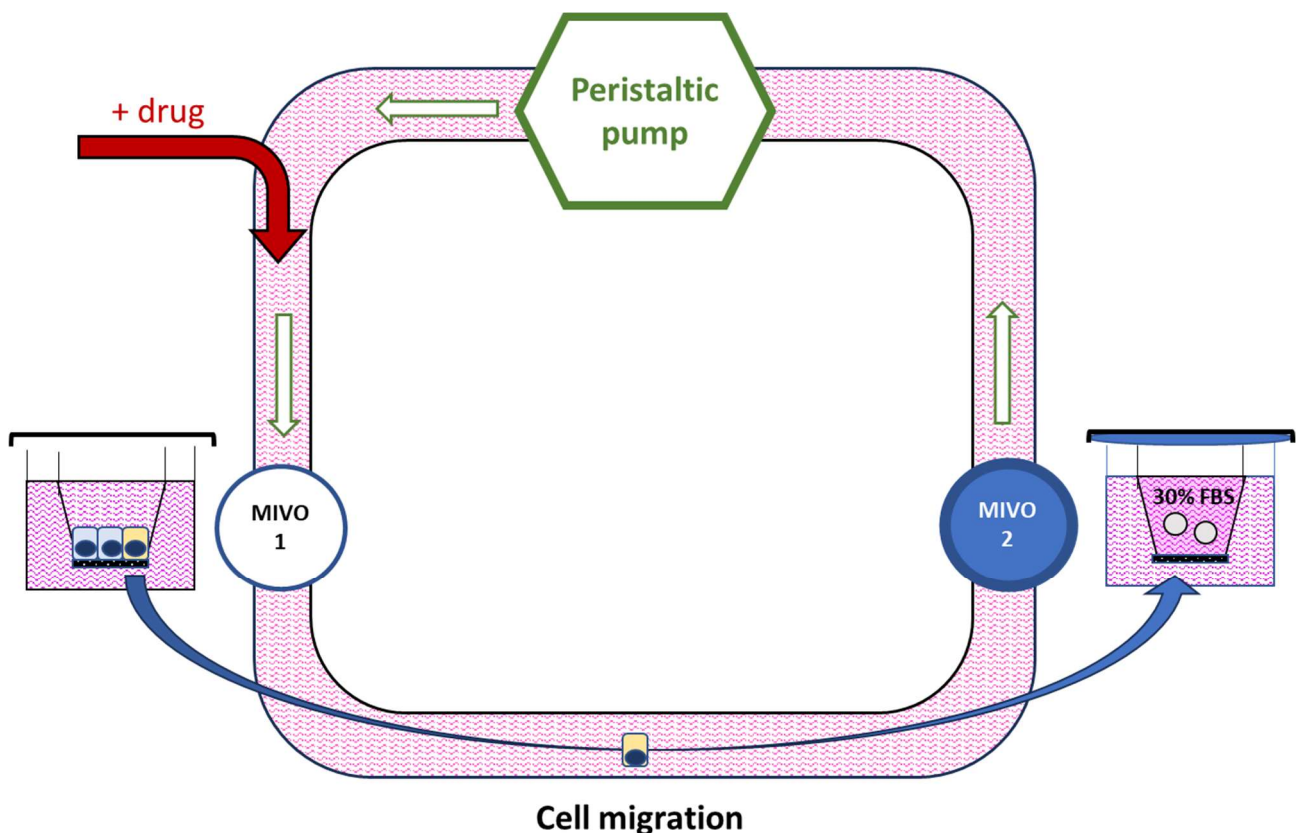 Peristaltic
pump
+ drug
MIVO
1
MIVO
2
30% FBS
Cell migration